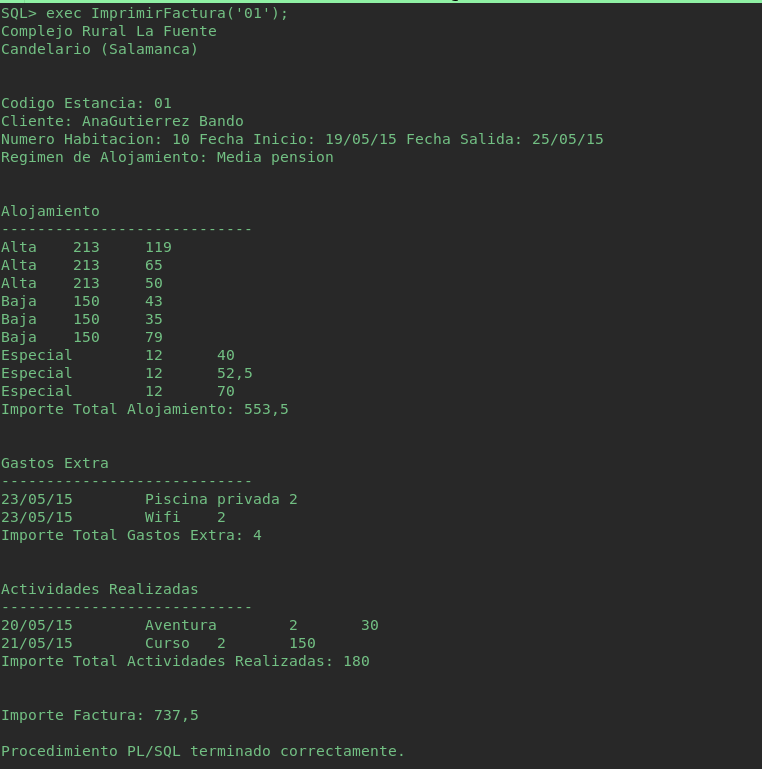 SQL> exec ImprimirFactura('01');
Complejo Rural La Fuente
Candelario (Salamanca)
Codigo Estancia: 01
Cliente: AnaGutierrez Bando
Numero Habitacion: 10 Fecha Inicio: 19/05/15 Fecha Salida: 25/05/15
Regimen de Alojamiento: Media pension
Alojamiento
----------------------------
Alta 213 119
Alta 213 65
Alta 213 50
Baja 150 43
Baja 150 35
Baja 150 79
Especial 12 40
Especial 12 52,5
Especial 12 70
Importe Total Alojamiento: 553,5
Gastos Extra
----------------------------
23/05/15 Piscina privada 2
23/05/15 Wifi 2
Importe Total Gastos Extra: 4
Actividades Realizadas
----------------------------
20/05/15 Aventura 2 30
21/05/15 Curso 2 150
Importe Total Actividades Realizadas: 180
Importe Factura: 737,5
Procedimiento PL/SQL terminado correctamente.